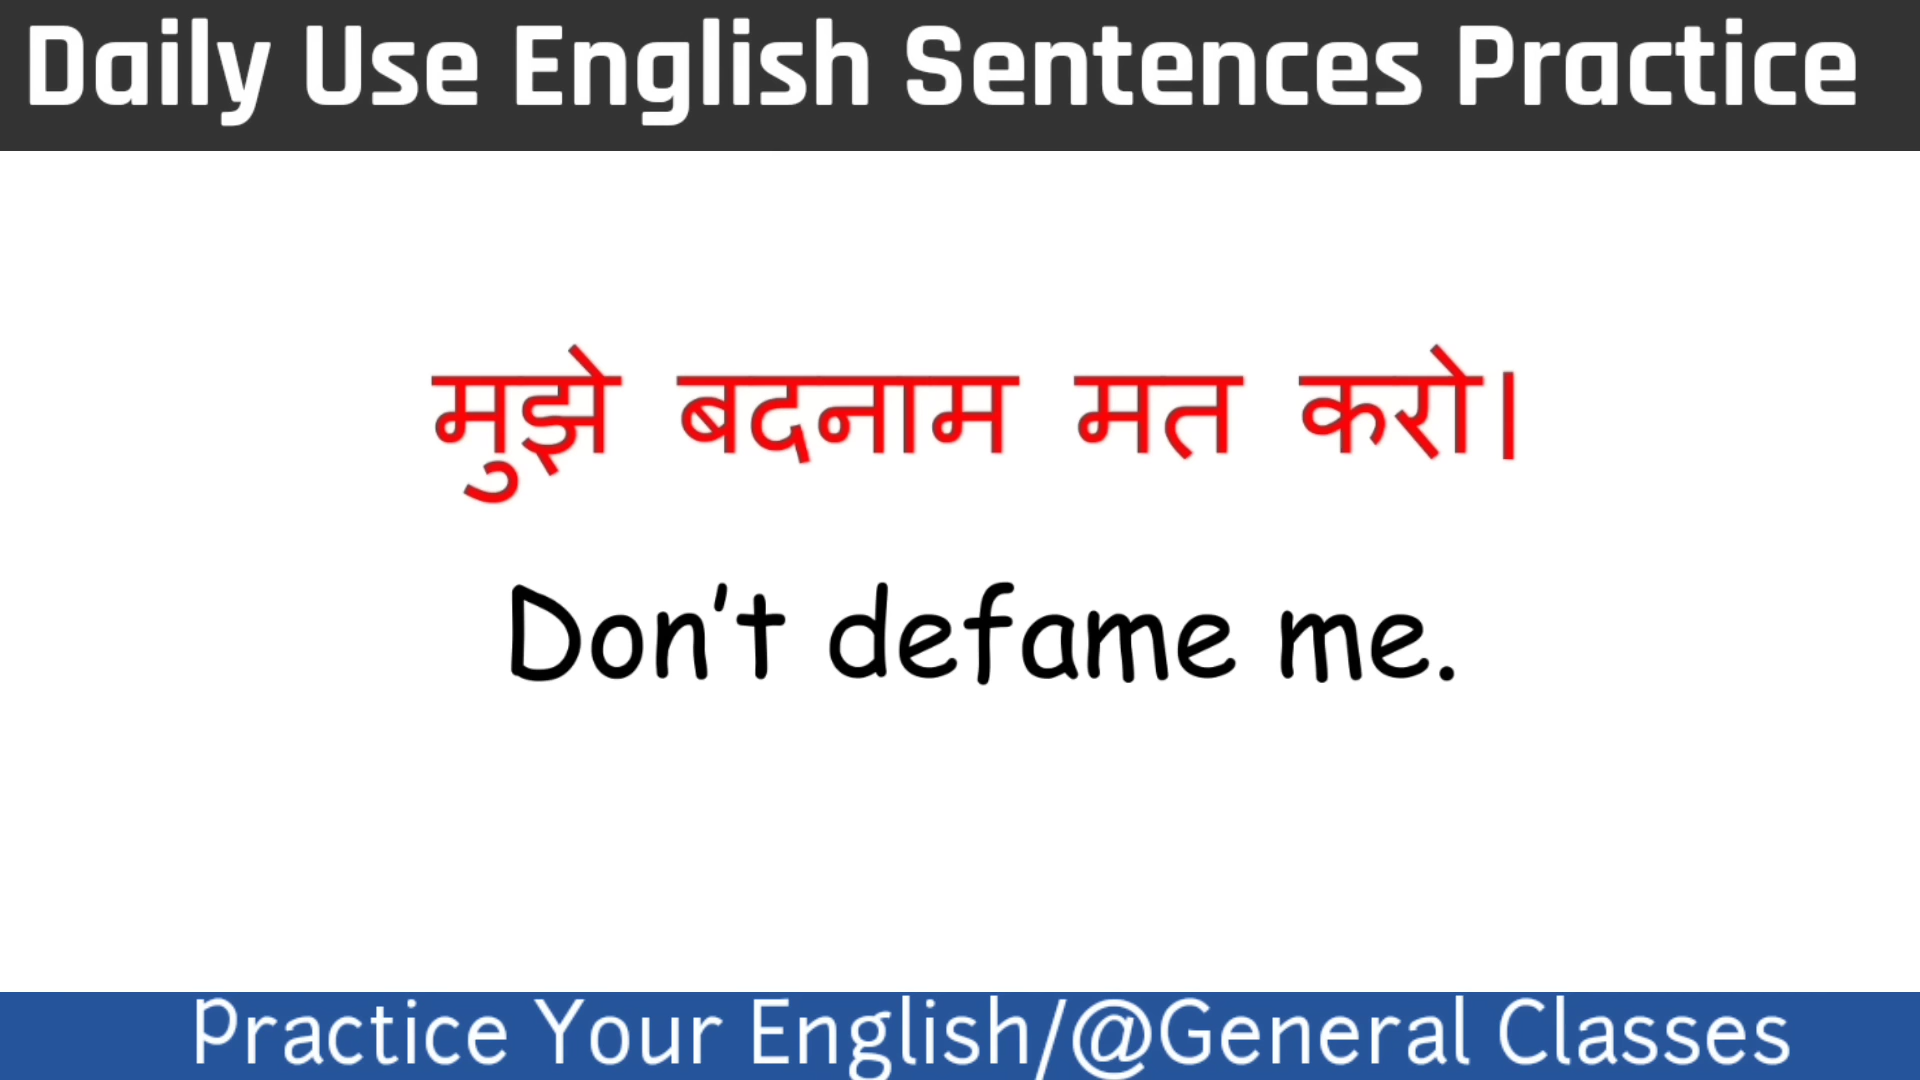 Daily Use English Sentences Practice
मुझे बदनाम मत करो।
Don't defame me.
Practice Your English/@General Classes